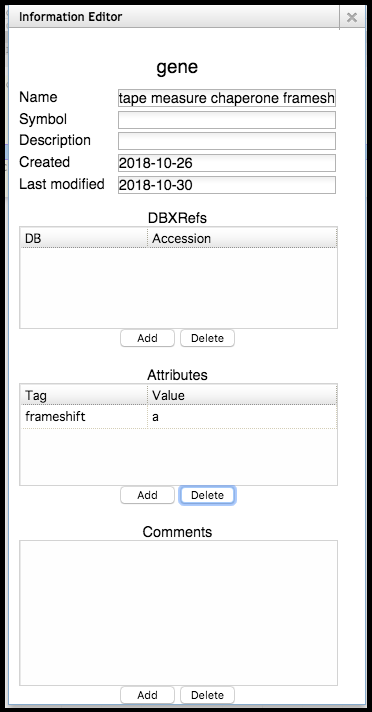 Information Editor
gene
Name tape measure chaperone framesh
Symbol
Description
Created 2018-10-26
Last modified 2018-10-30
DBXRefs
DB Accession
Add Delete
Attributes
Tag Value
frameshift a
Add Delete
Comments
Add Delete